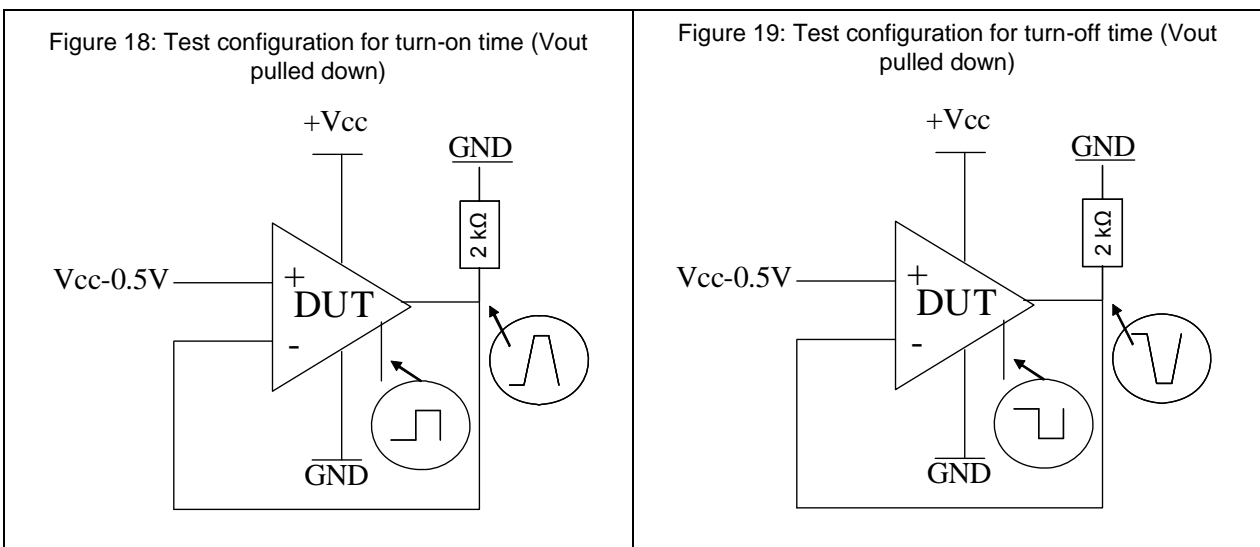 Figure 18: Test configuration for turn-on time (Vout
pulled down)
+Vcc
GND
2 kΩ
Vcc-0.5V
+
DUT
-
GND
Figure 19: Test configuration for turn-off time (Vout
pulled down)
+Vcc
GND
2 kΩ
Vcc-0.5V
+
DUT
-
GND